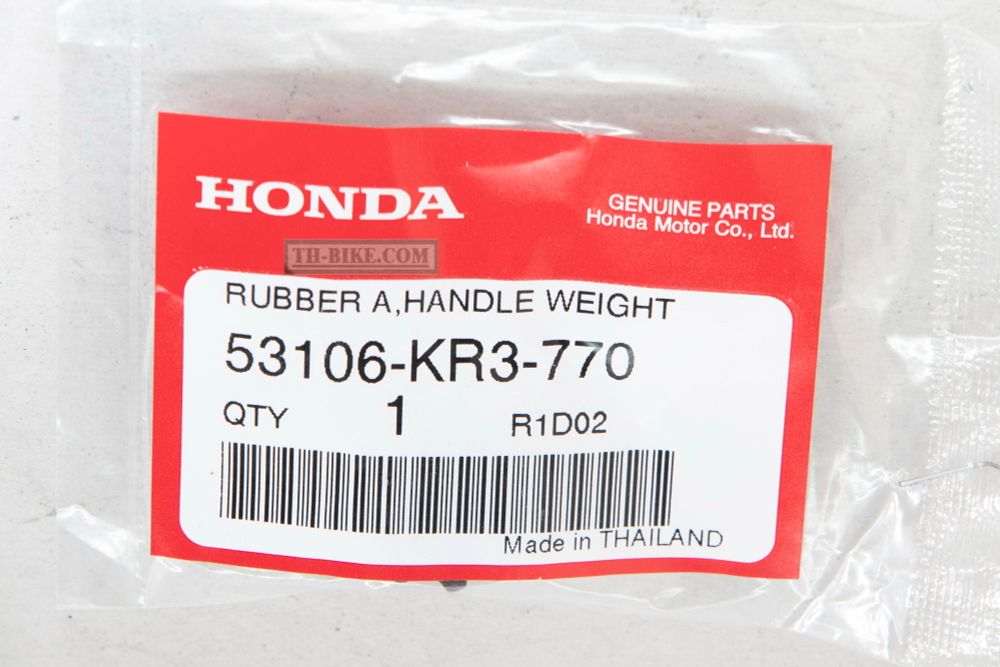 HONDA
GENUINE PARTS
Honda Motor Co., Ltd.
TH-BIKE.COM
RUBBER A,HANDLE WEIGHT
53106-KR3-770
QTY 1 R1D02
Made in THAILAND